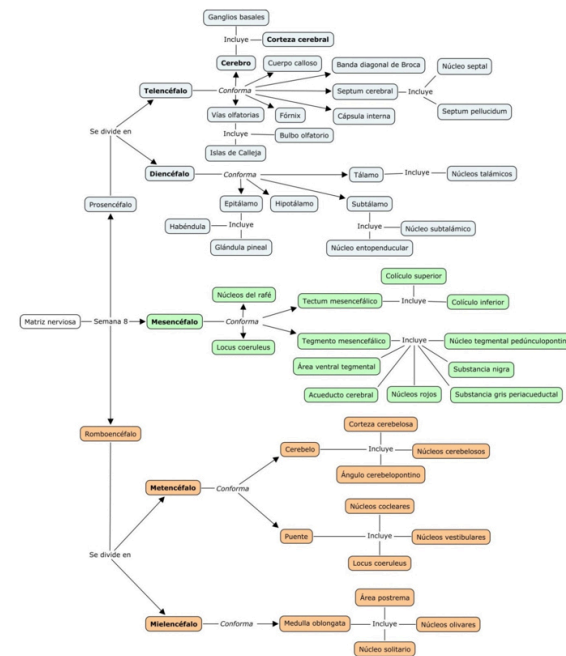 Ganglios basales
Incluye
Corteza cerebral
Cerebro
Cuerpo calloso
Banda diagonal de Broca
Núcleo septal
Telencéfalo
Conforma
Septum cerebral
Incluye
Vías olfatorias
Fórnix
Cápsula interna
Septum pellucidum
Incluye
Bulbo olfatorio
Islas de Calleja
Se divide en
Diencéfalo
Conforma
Tálamo
Incluye
Núcleos talámicos
Prosencéfalo
Epitálamo
Hipotálamo
Subtálamo
Habéndula
Incluye
Incluye
Núcleo subtalámico
Glándula pineal
Núcleo entopenducular
Colículo superior
Núcleos del rafé
Tectum mesencefálico
Incluye
Colículo inferior
Matriz nerviosa
Semana 8
Mesencéfalo
Conforma
Locus coeruleus
Tegmento mesencefálico
Incluye
Núcleo tegmental pedúnculopontino
Área ventral tegmental
Substancia nigra
Acueducto cerebral
Núcleos rojos
Substancia gris periacueductal
Romboencéfalo
Corteza cerebelosa
Cerebelo
Incluye
Núcleos cerebelosos
Ángulo cerebelopontino
Metencéfalo
Conforma
Núcleos cocleares
Puente
Incluye
Núcleos vestibulares
Locus coeruleus
Se divide en
Área postrema
Mielencéfalo
Conforma
Medulla oblongata
Incluye
Núcleos olivares
Núcleo solitario